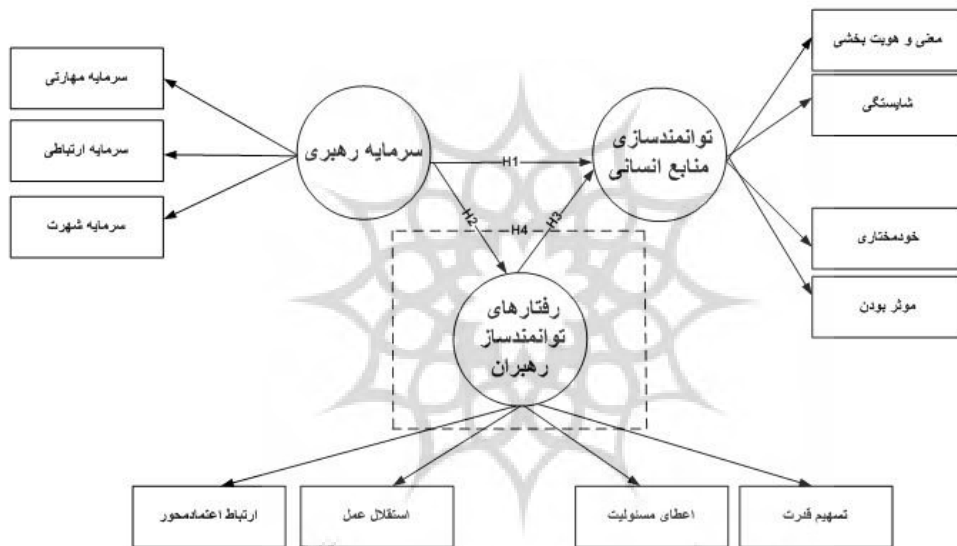 معنی و هویت بخشی
شایستگی
سرمایه مهارتی
سرمایه ارتباطی
سرمایه شهرت
سرمایه رهبری
H1
توانمندسازی
منابع انسانی
H2
H3
H4
خودمختاری
موثر بودن
رفتارهای
توانمندساز
رهبران
تسهیم قدرت
اعطای مسئولیت
استقلال عمل
ارتباط اعتمادمحور